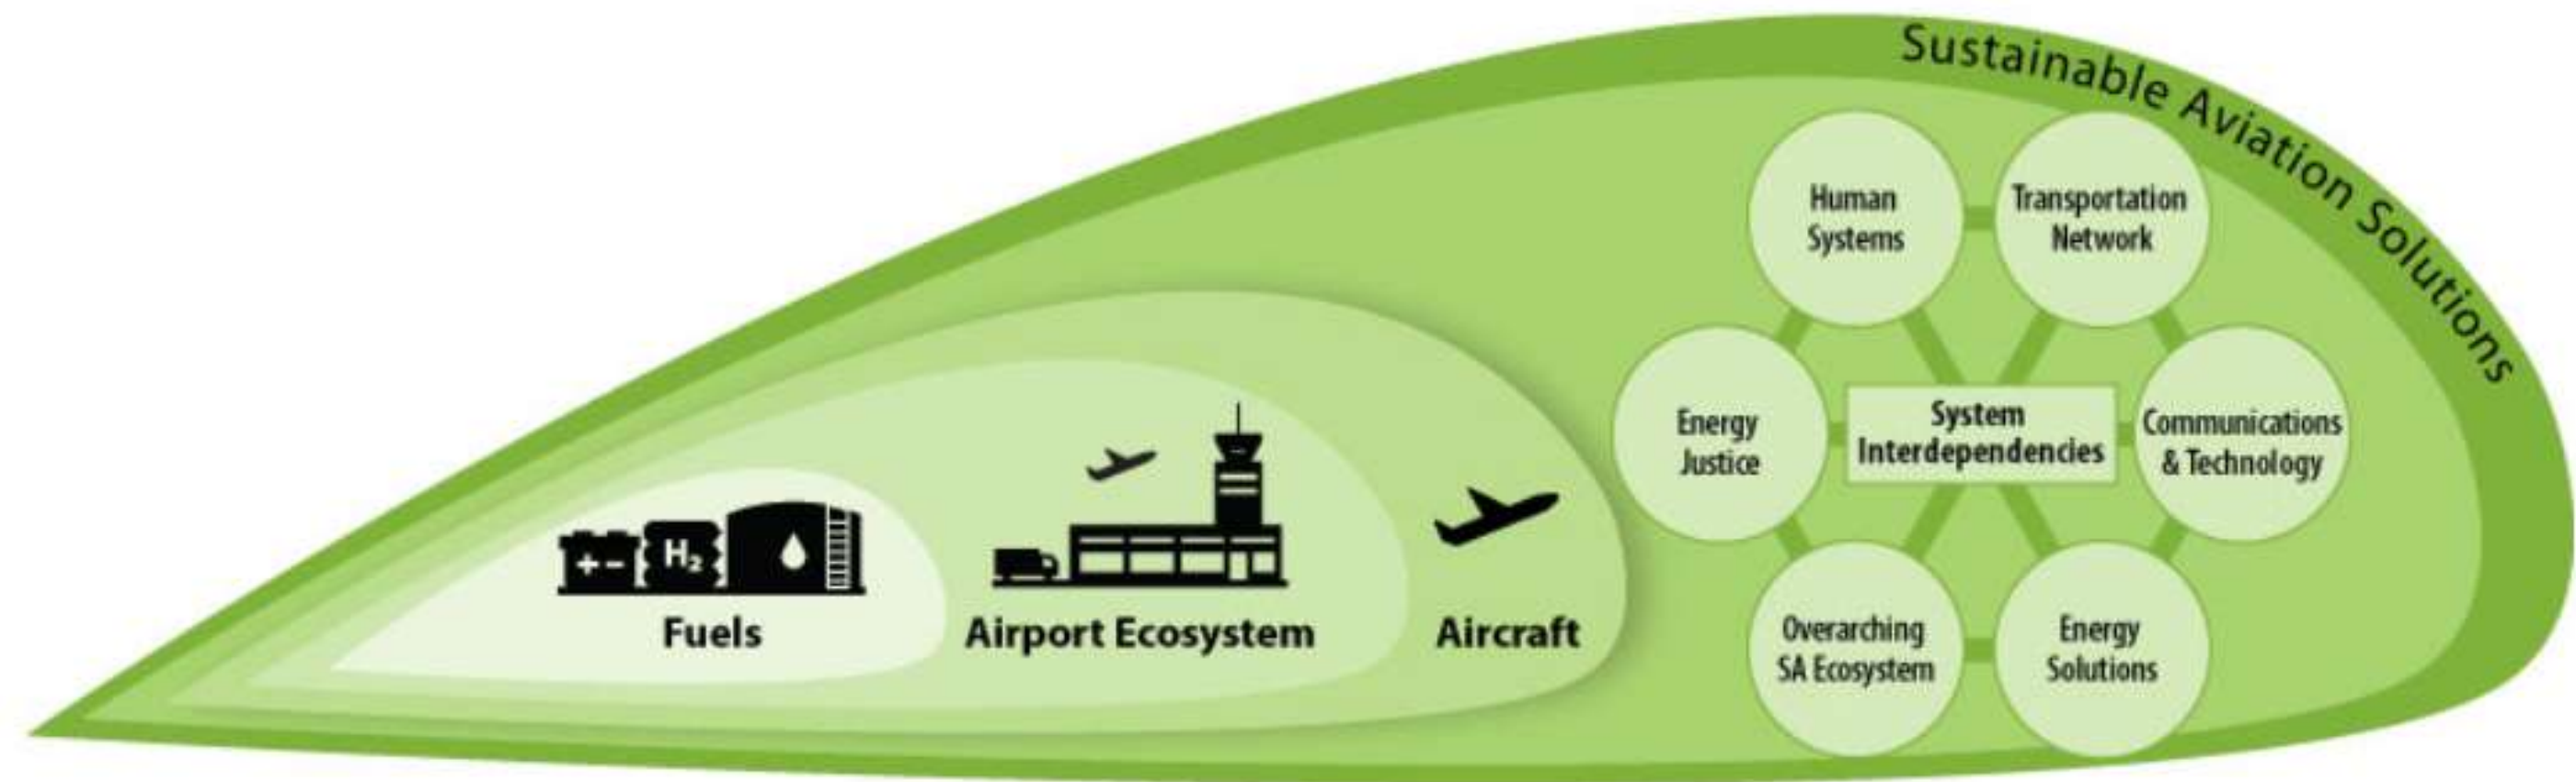 Sustainable Aviation Solutions
Human
Systems
Transportation
Network
Energy
Justice
System
Interdependencies
Communications
& Technology
Overarching
SA Ecosystem
Energy
Solutions
+ -
H₂
Fuels
Airport Ecosystem
Aircraft